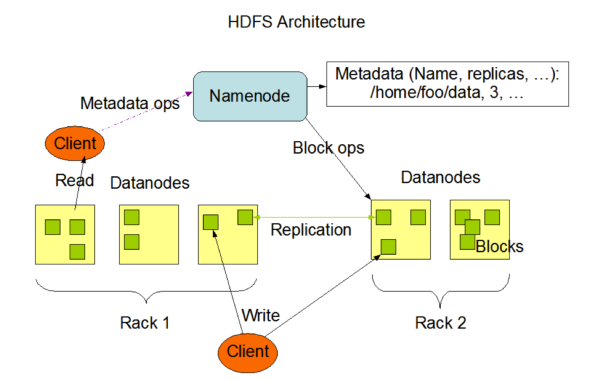 HDFS Architecture
Metadata (Name, replicas, …):
/home/foo/data, 3, …
Namenode
Metadata ops
Client
Block ops
Read
Datanodes
Datanodes
Replication
Blocks
Write
Rack 1
Rack 2
Client